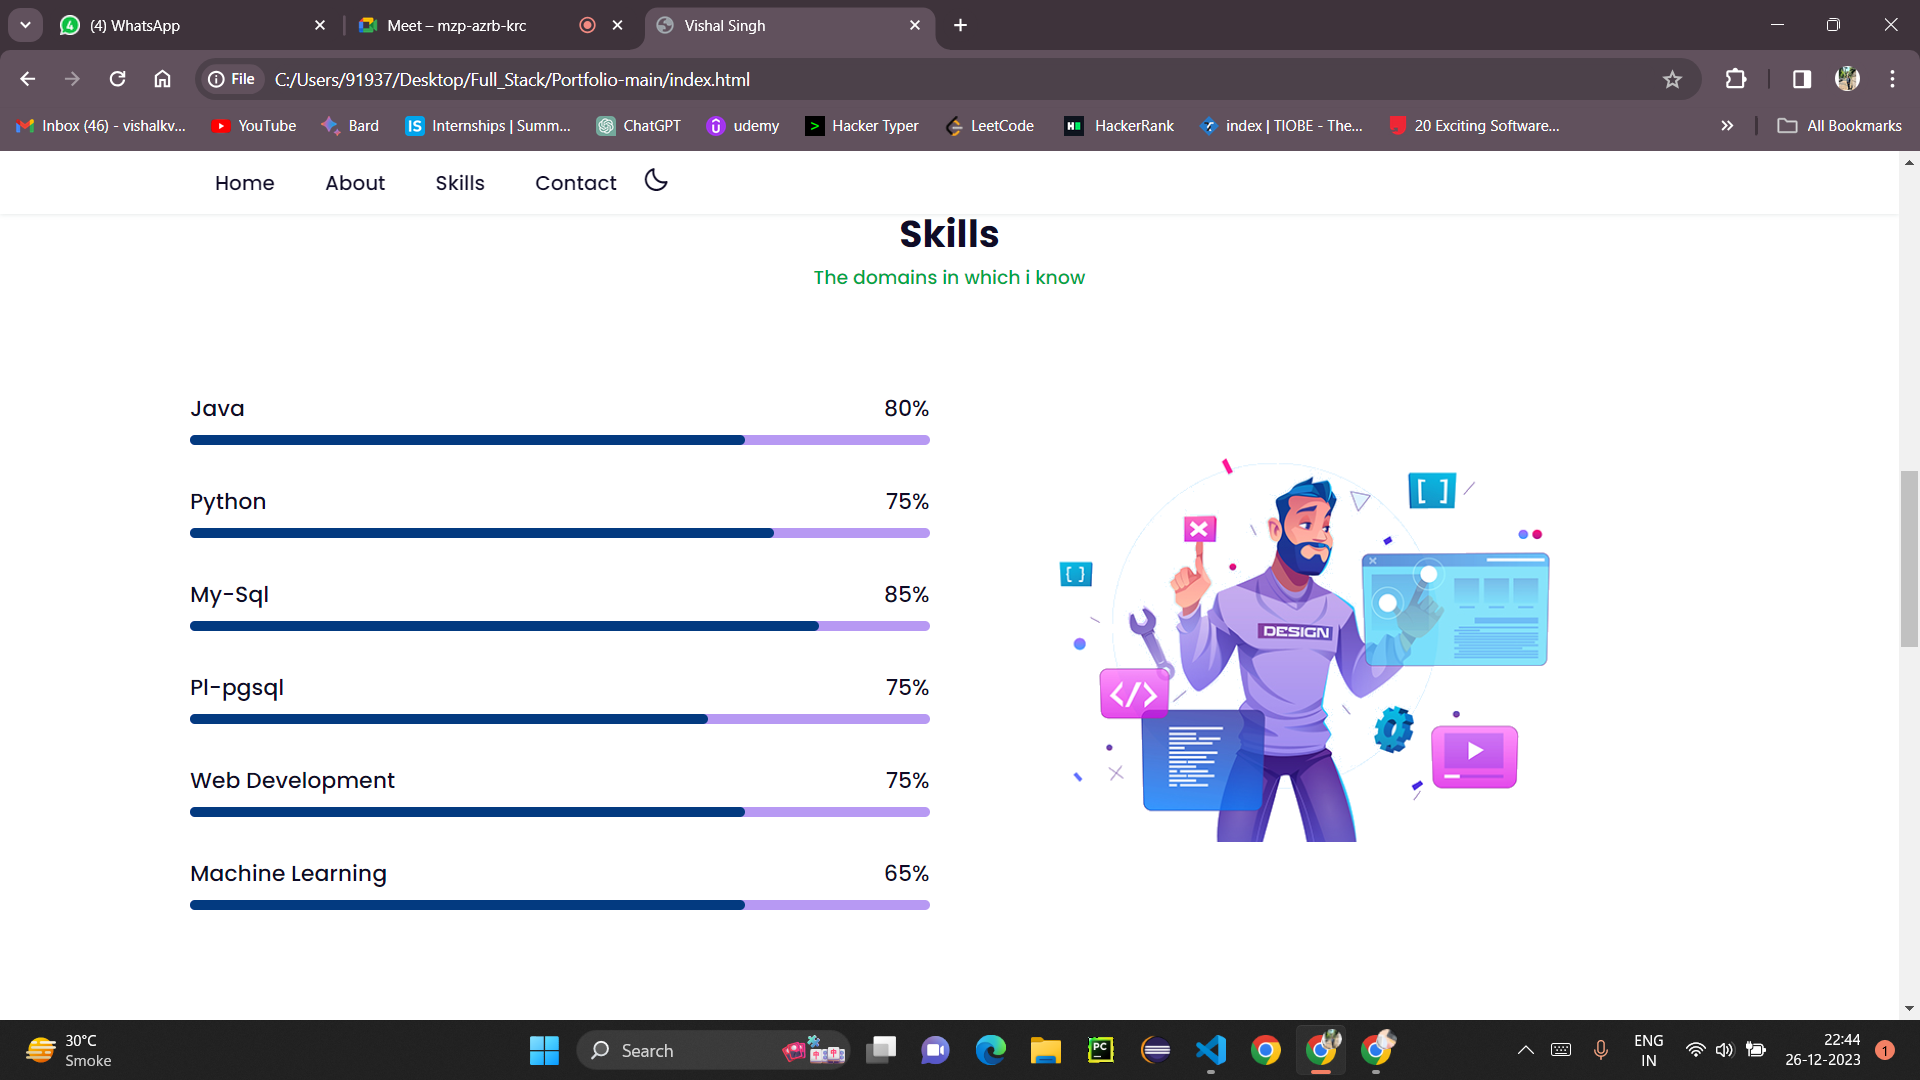 (4) WhatsApp
Meet – mzp-azrb-krc
Vishal Singh
File
C:/Users/91937/Desktop/Full_Stack/Portfolio-main/index.html
Inbox (46) - vishalkv...
YouTube
Bard
IS
Internships | Summ...
ChatGPT
udemy
Hacker Typer
LeetCode
HackerRank
index | TIOBE - The...
20 Exciting Software...
All Bookmarks
Home
About
Skills
Contact
Skills
The domains in which i know
Java
80%
Python
75%
My-Sql
85%
Pl-pgsql
75%
Web Development
75%
Machine Learning
65%
[ ]
{ }
DESIGN
</>
30°C
Smoke
Search
PC
ENG
IN
22:44
26-12-2023
1